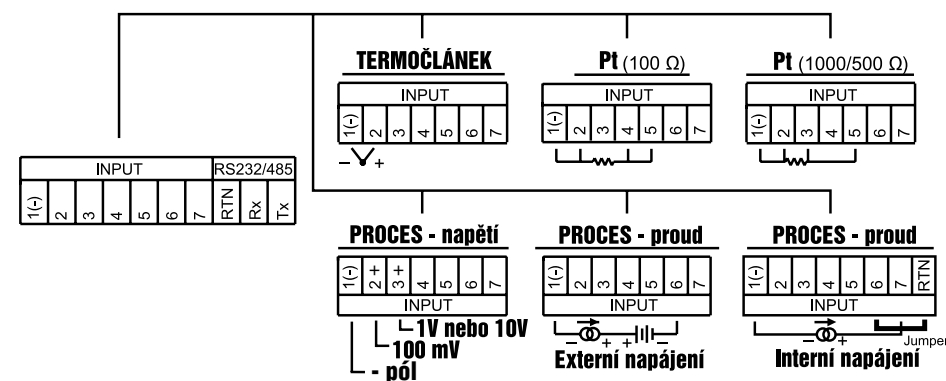 TERMOČLÁNEK
INPUT
1(-) 2 3 4 5 6 7
- +
Pt (100 Ω)
INPUT
1(-) 2 3 4 5 6 7
Pt (1000/500 Ω)
INPUT
1(-) 2 3 4 5 6 7
INPUT RS232/485
1(-) 2 3 4 5 6 7 RTN Rx Tx
PROCES - napětí
1(-) 2 + 3 + 4 5 6 7
INPUT
1V nebo 10V
100 mV
- pól
PROCES - proud
1(-) 2 3 4 5 6 7
INPUT
- + + -
Externí napájení
PROCES - proud
1(-) 2 3 4 5 6 7 RTN
INPUT
- +
Jumper
Interní napájení